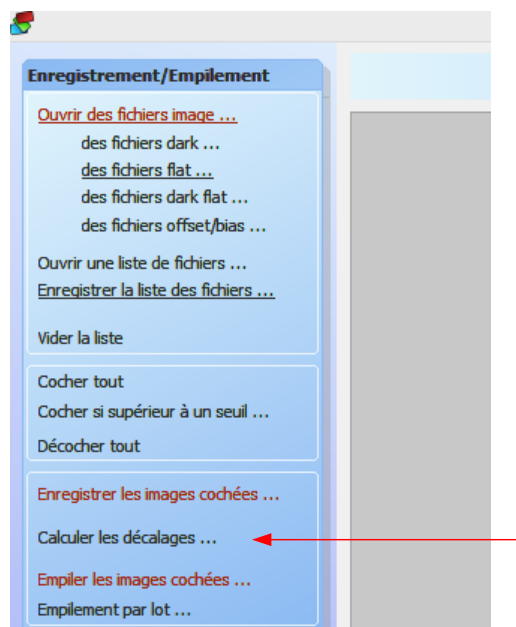 Enregistrement/Empilement
Ouvrir des fichiers image ...
des fichiers dark ...
des fichiers flat ...
des fichiers dark flat ...
des fichiers offset/bias ...
Ouvrir une liste de fichiers ...
Enregistrer la liste des fichiers ...
Vider la liste
Cocher tout
Cocher si supérieur à un seuil ...
Décocher tout
Enregistrer les images cochées ...
Calculer les décalages ...
Empiler les images cochées ...
Empilement par lot ...